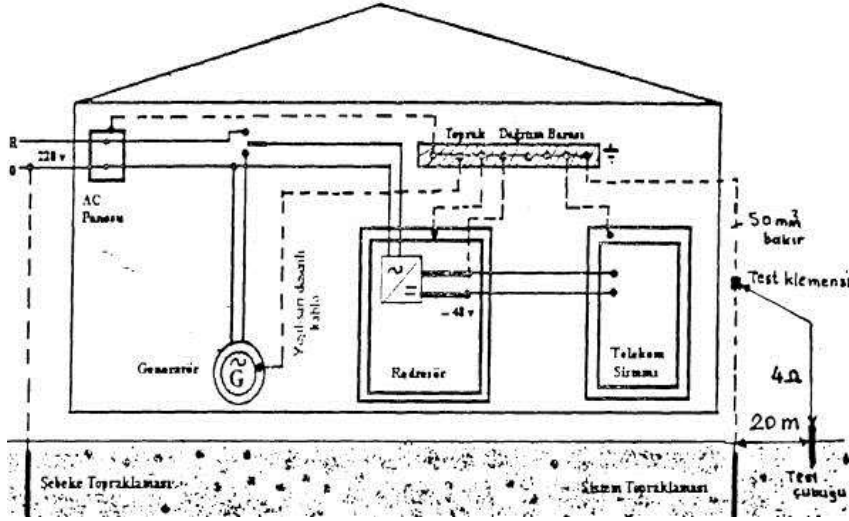 Toprak Dağıtım Barası
R
220 v
0
AC
Panosu
50 mm²
bakır
Test klemensi
Yeşil/sarı desenli
kablo
– 48 v
Generatör
G
Redresör
Telekom
Sistemi
4Ω
20 m
Şebeke Topraklaması
Sistem Topraklaması
Test
çubuğu